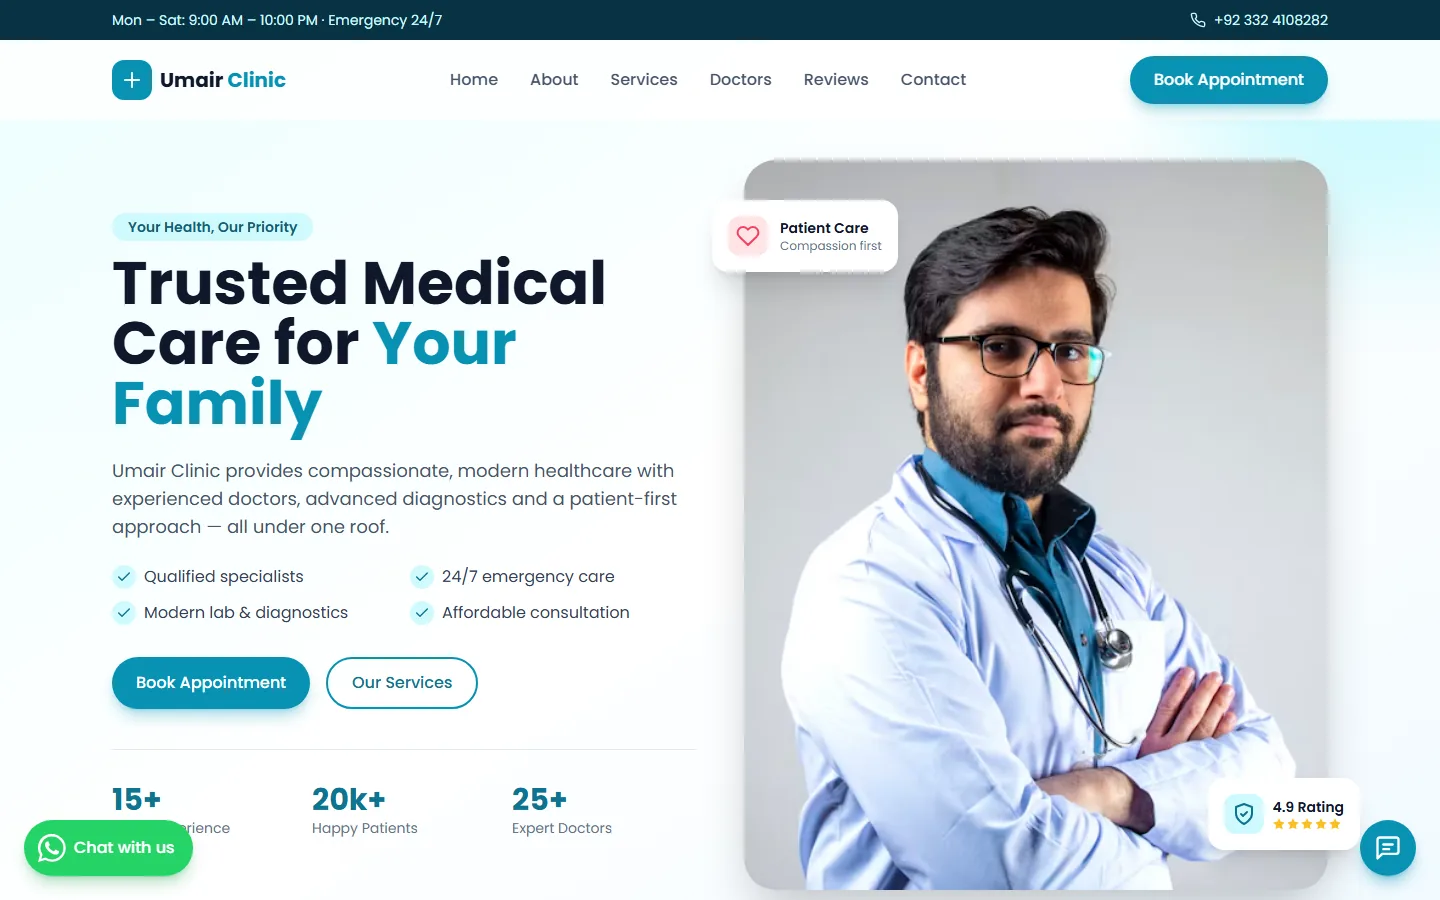 Mon – Sat: 9:00 AM – 10:00 PM · Emergency 24/7
+92 332 4108282
Umair Clinic
Home
About
Services
Doctors
Reviews
Contact
Book Appointment
Your Health, Our Priority
Trusted Medical
Care for Your
Family
Umair Clinic provides compassionate, modern healthcare with
experienced doctors, advanced diagnostics and a patient-first
approach — all under one roof.
Qualified specialists
24/7 emergency care
Modern lab & diagnostics
Affordable consultation
Book Appointment
Our Services
15+
20k+
Happy Patients
25+
Expert Doctors
Chat with us
Patient Care
Compassion first
4.9 Rating